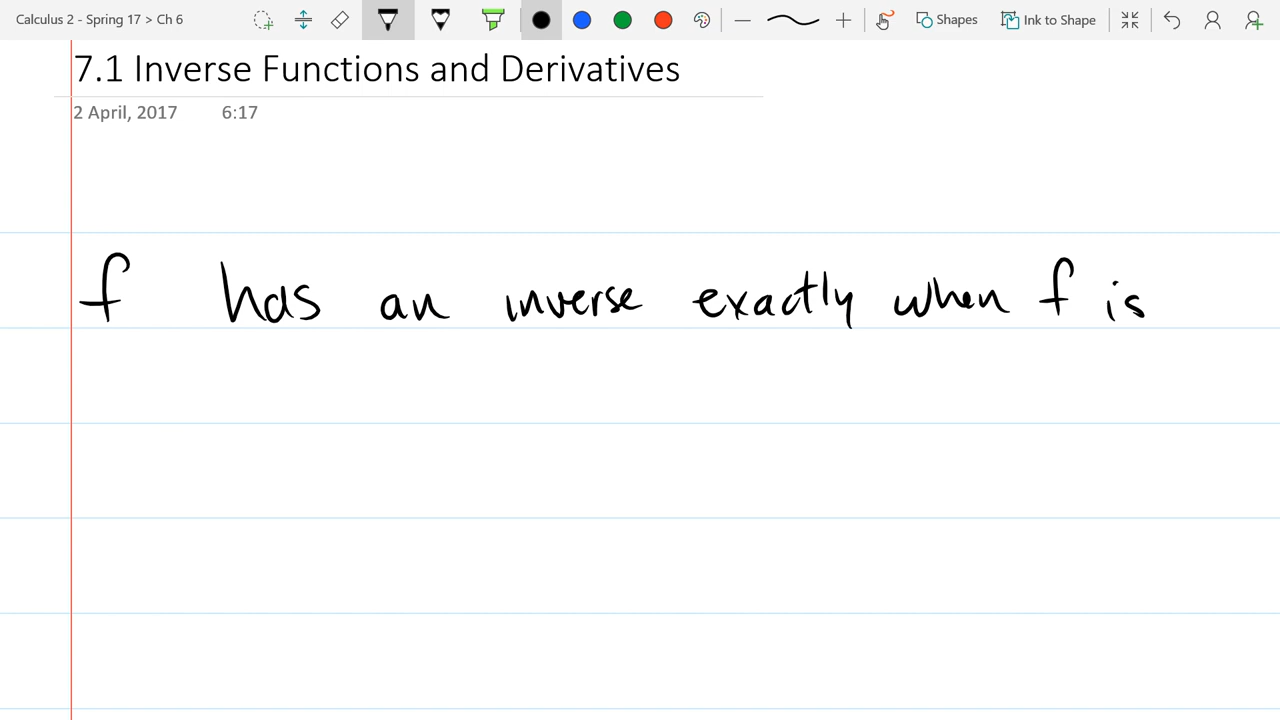 Calculus 2 - Spring 17 > Ch 6 Shapes Ink to Shape
7.1 Inverse Functions and Derivatives
2 April, 2017 6:17
f has an inverse exactly when f is